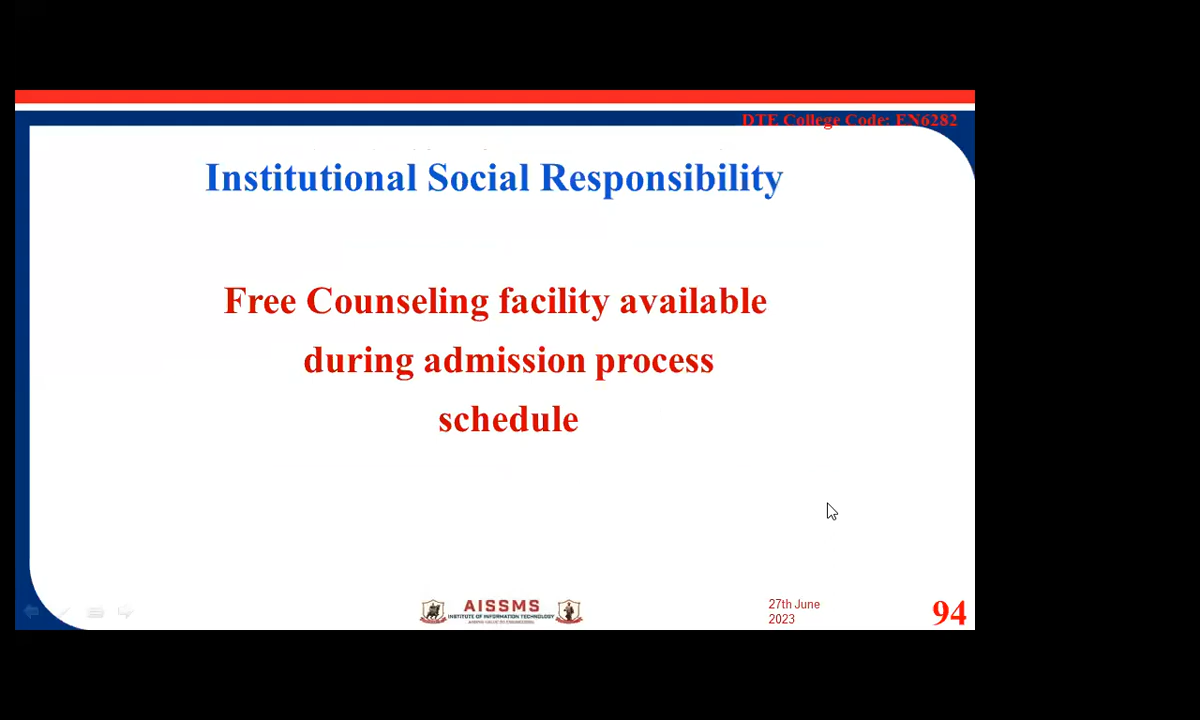 DTE College Code: EN6282
Institutional Social Responsibility
Free Counseling facility available
during admission process
schedule
AISSMS
INSTITUTE OF INFORMATION TECHNOLOGY
27th June
2023
94